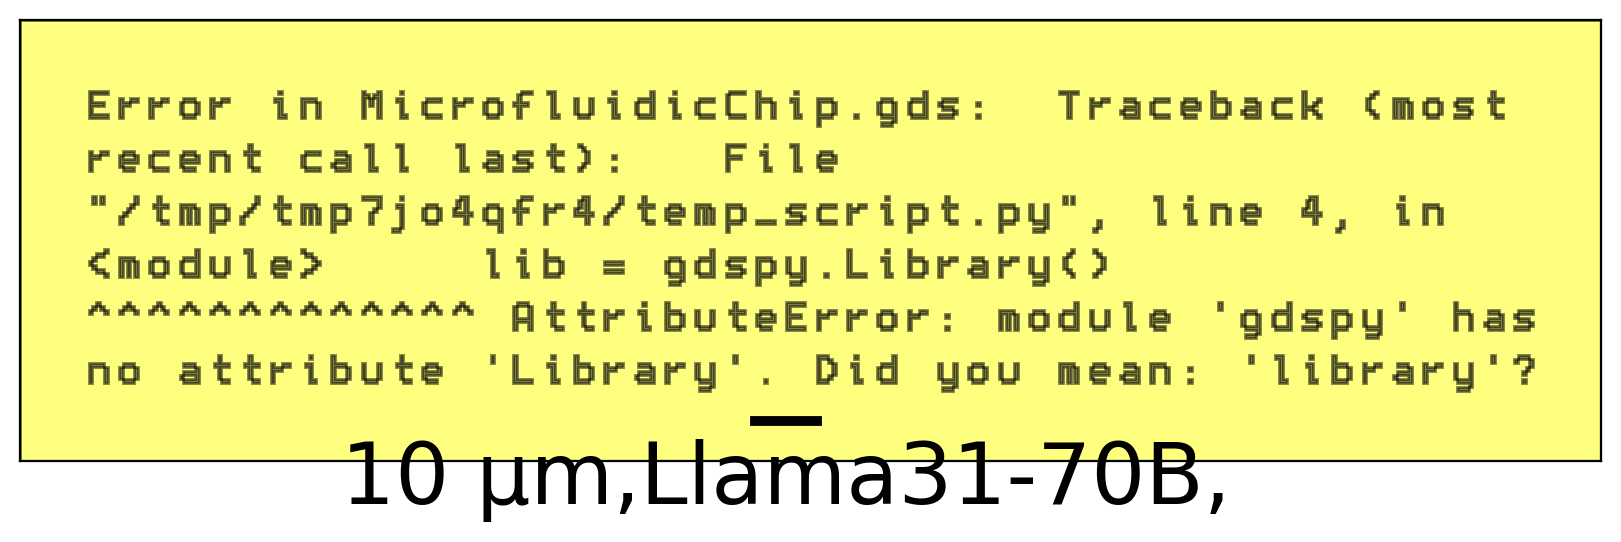 Error in MicrofluidicChip.gds:  Traceback (most
recent call last):   File
"/tmp/tmp7jo4qfr4/temp_script.py", line 4, in
<module>     lib = gdspy.Library()
^^^^^^^^^^^^^ AttributeError: module 'gdspy' has
no attribute 'Library'. Did you mean: 'library'?
10 μm,Llama31-70B,